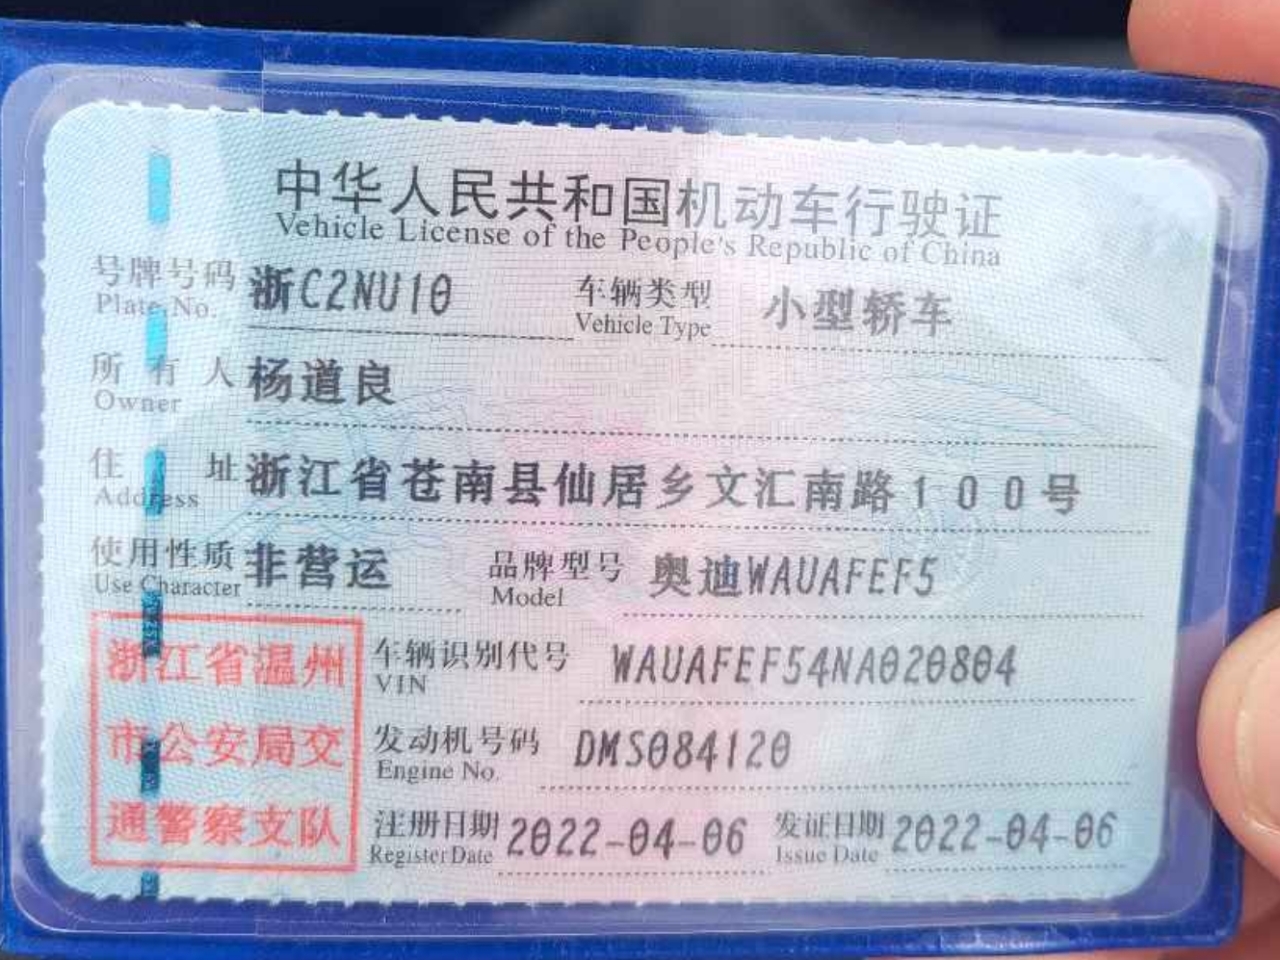 中华人民共和国机动车行驶证
Vehicle License of the People's Republic of China
号牌号码 浙C2NU10 车辆类型 小型轿车
Plate No. Vehicle Type
所有人 杨道良
Owner
住址 浙江省苍南县仙居乡文汇南路100号
Address
使用性质 非营运 品牌型号 奥迪WAUAFEF5
Use Character Model
浙江省温州 车辆识别代号 WAUAFEF54NA020804
VIN
市公安局交 发动机号码 DMS084120
Engine No.
通警察支队 注册日期 2022-04-06 发证日期 2022-04-06
Register Date Issue Date